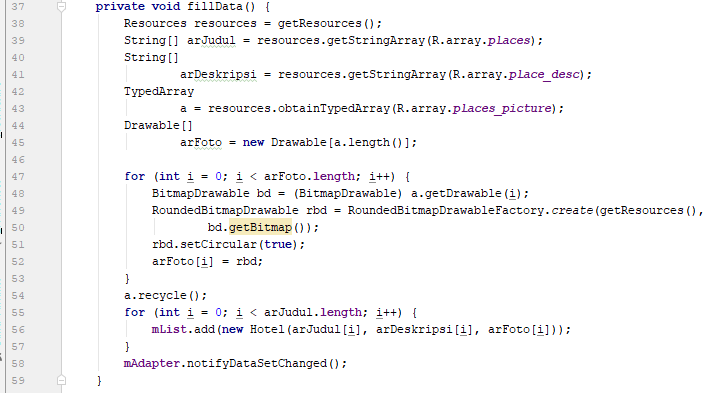 37 private void fillData() {
38 Resources resources = getResources();
39 String[] arJudul = resources.getStringArray(R.array.places);
40 String[]
41 arDeskripsi = resources.getStringArray(R.array.place_desc);
42 TypedArray
43 a = resources.obtainTypedArray(R.array.places_picture);
44 Drawable[]
45 arFoto = new Drawable[a.length()];
46
47 for (int i = 0; i < arFoto.length; i++) {
48 BitmapDrawable bd = (BitmapDrawable) a.getDrawable(i);
49 RoundedBitmapDrawable rbd = RoundedBitmapDrawableFactory.create(getResources(),
50 bd.getBitmap());
51 rbd.setCircular(true);
52 arFoto[i] = rbd;
53 }
54 a.recycle();
55 for (int i = 0; i < arJudul.length; i++) {
56 mList.add(new Hotel(arJudul[i], arDeskripsi[i], arFoto[i]));
57 }
58 mAdapter.notifyDataSetChanged();
59 }